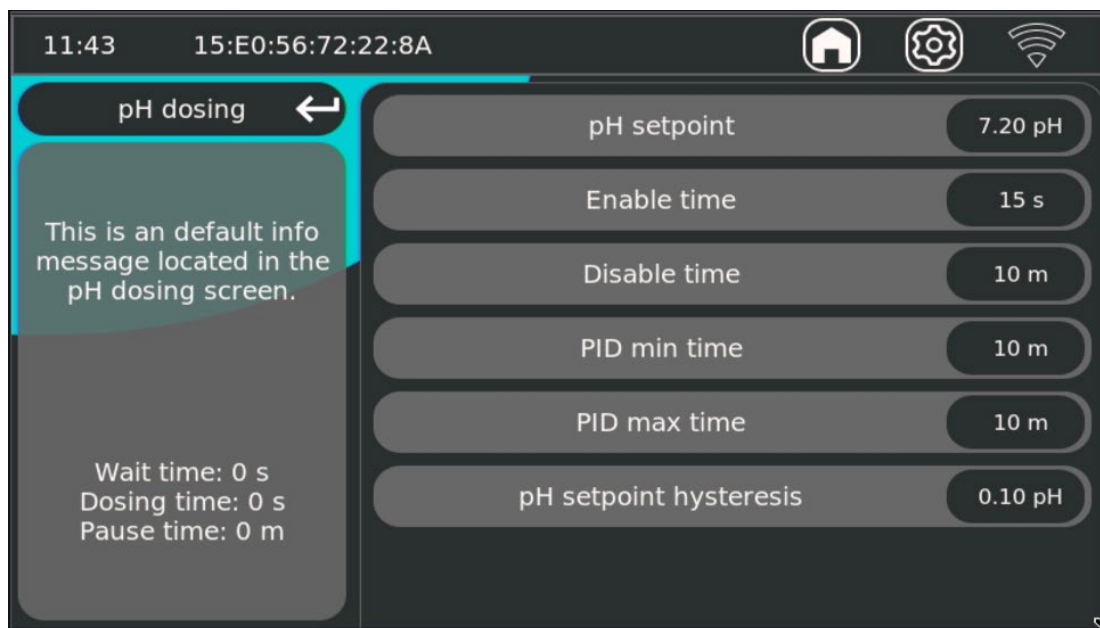 11:43 15:E0:56:72:22:8A
pH dosing
This is an default info
message located in the
pH dosing screen.
Wait time: 0 s
Dosing time: 0 s
Pause time: 0 m
pH setpoint 7.20 pH
Enable time 15 s
Disable time 10 m
PID min time 10 m
PID max time 10 m
pH setpoint hysteresis 0.10 pH